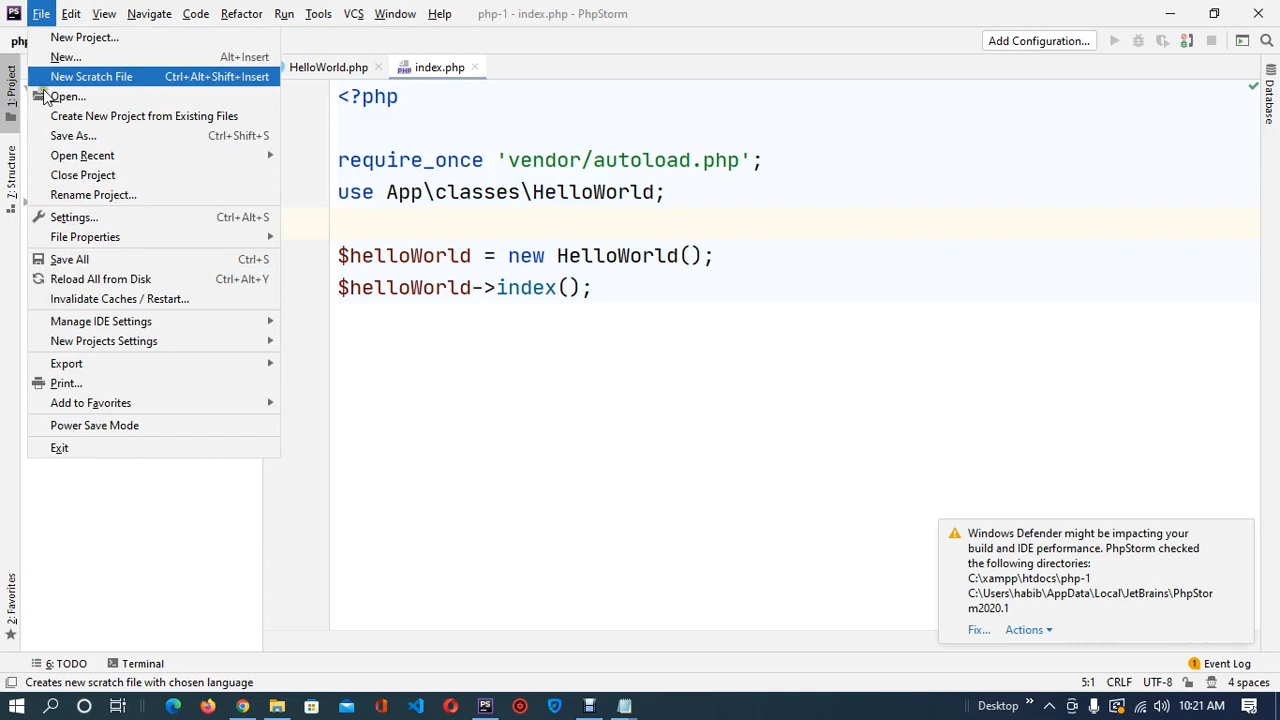 PS File Edit View Navigate Code Refactor Run Tools VCS Window Help php-1 - index.php - PhpStorm
Add Configuration...
New Project...
New... Alt+Insert
New Scratch File Ctrl+Alt+Shift+Insert
Open...
Create New Project from Existing Files
Save As... Ctrl+Shift+S
Open Recent
Close Project
Rename Project...
Settings... Ctrl+Alt+S
File Properties
Save All Ctrl+S
Reload All from Disk Ctrl+Alt+Y
Invalidate Caches / Restart...
Manage IDE Settings
New Projects Settings
Export
Print...
Add to Favorites
Power Save Mode
Exit
1: Project
7: Structure
2: Favorites
HelloWorld.php index.php
<?php
require_once 'vendor/autoload.php';
use App\classes\HelloWorld;
$helloWorld = new HelloWorld();
$helloWorld->index();
Database
Windows Defender might be impacting your
build and IDE performance. PhpStorm checked
the following directories:
C:\xampp\htdocs\php-1
C:\Users\habib\AppData\Local\JetBrains\PhpStor
m2020.1
Fix... Actions
6: TODO Terminal 1 Event Log
Creates new scratch file with chosen language 5:1 CRLF UTF-8 4 spaces
Desktop 10:21 AM